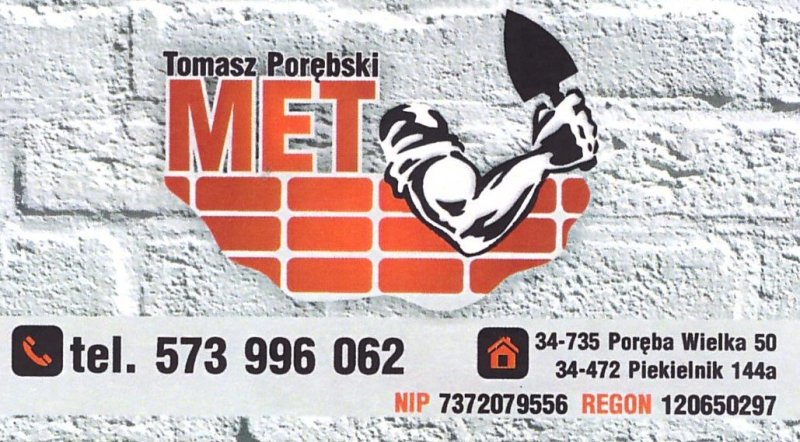 Tomasz Porębski
MET
tel. 573 996 062
34-735 Poręba Wielka 50
34-472 Piekielnik 144a
NIP 7372079556 REGON 120650297